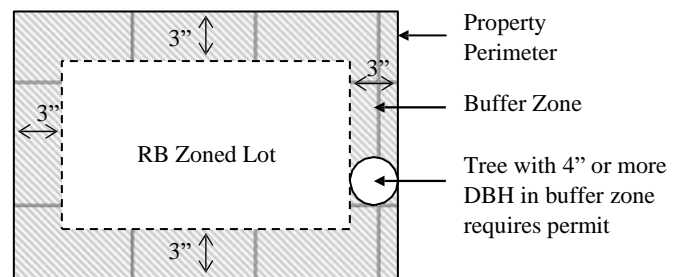 3”
Property
Perimeter
3”
Buffer Zone
3”
RB Zoned Lot
Tree with 4” or more
DBH in buffer zone
requires permit
3”